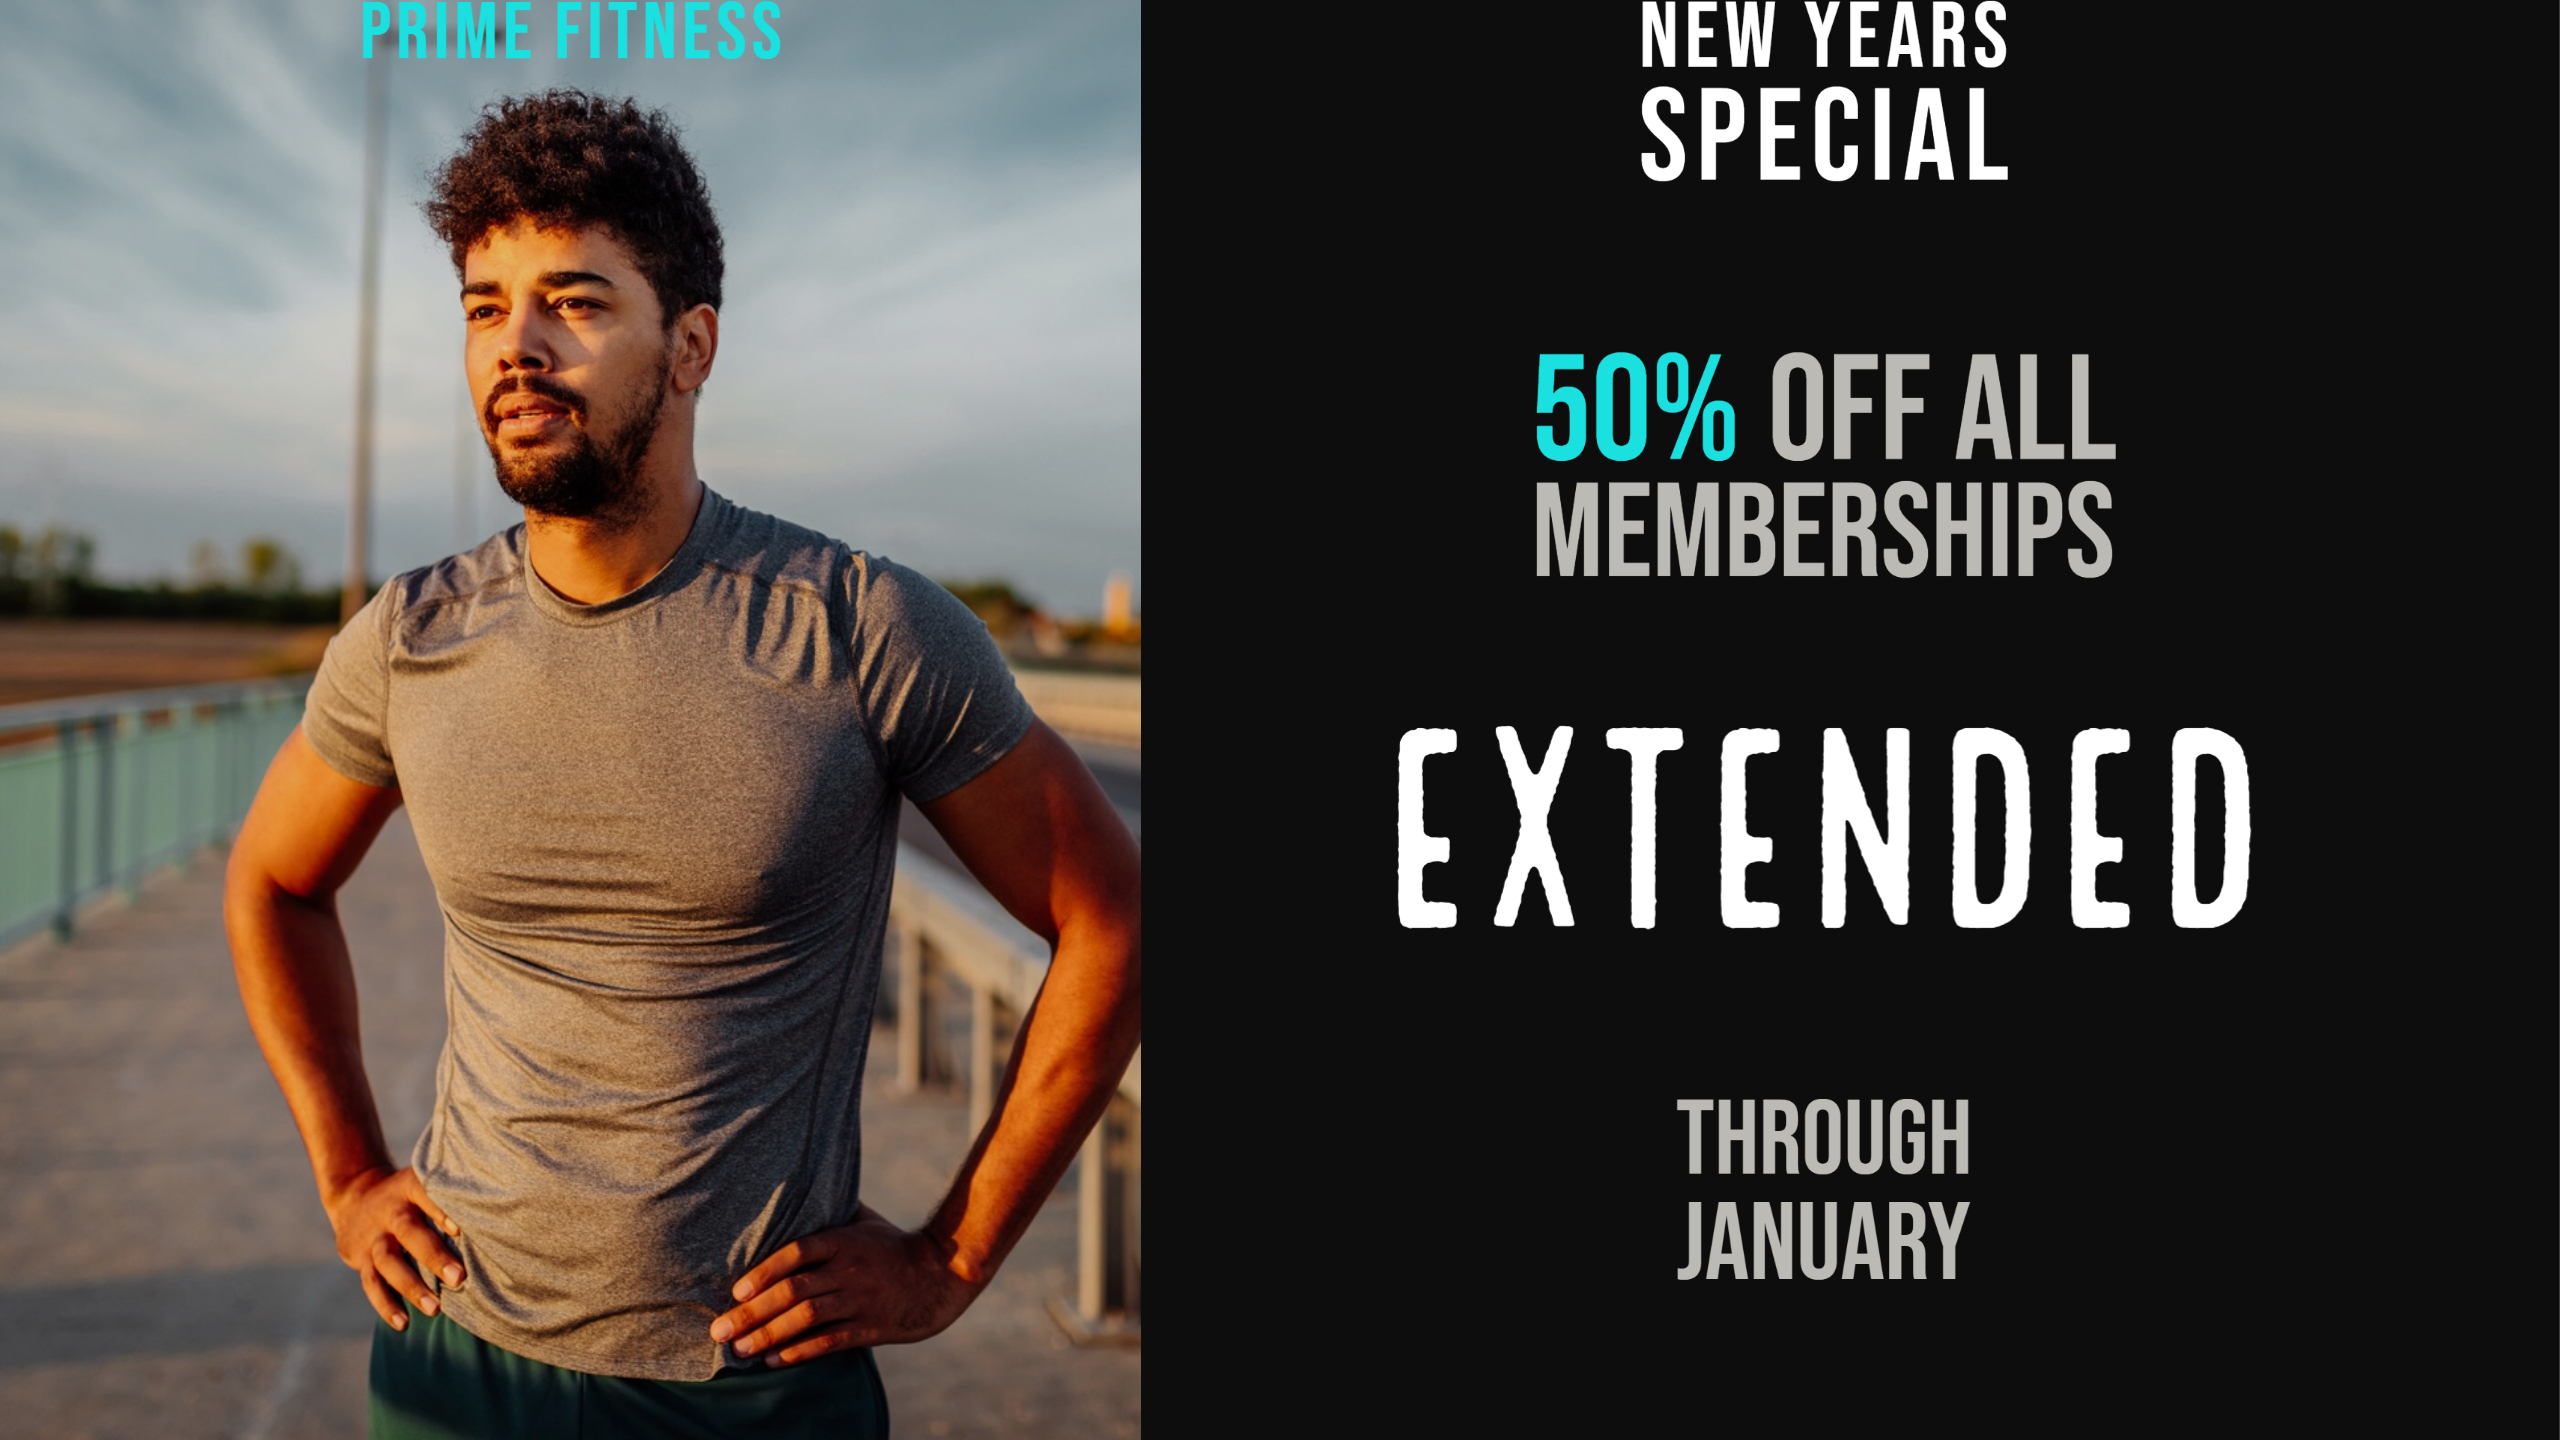 PRIME FITNESS
NEW YEARS
SPECIAL
50% OFF ALL
MEMBERSHIPS
EXTENDED
THROUGH
JANUARY